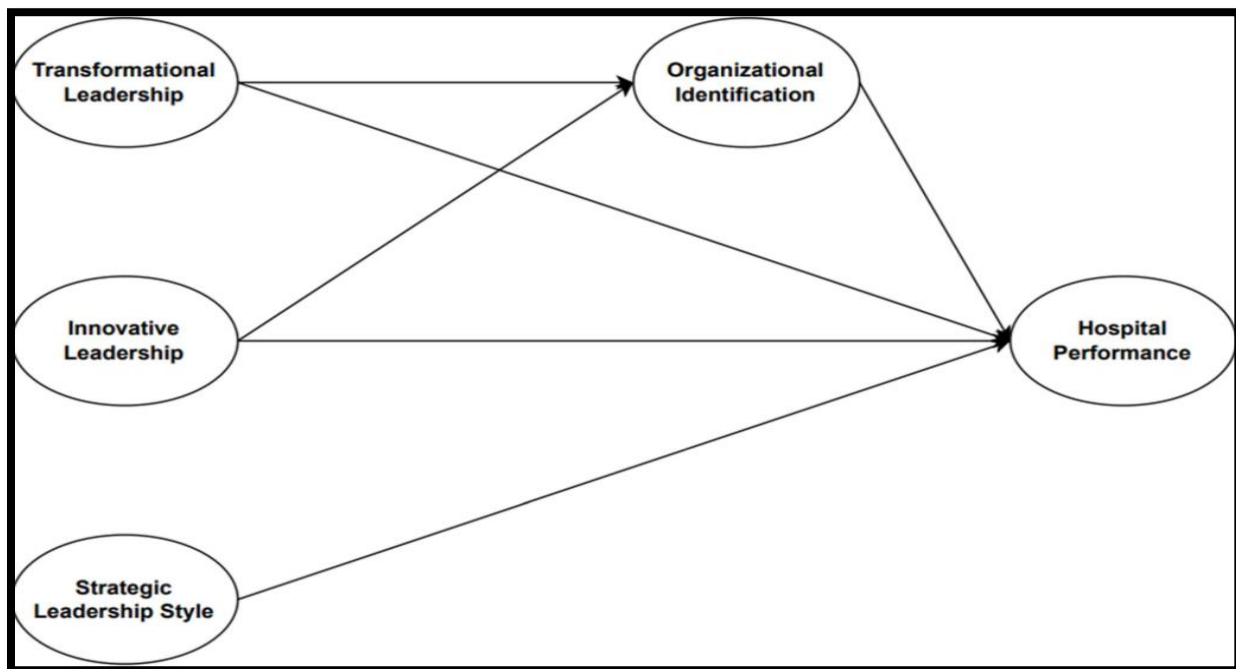 Transformational
Leadership
Organizational
Identification
Innovative
Leadership
Hospital
Performance
Strategic
Leadership Style